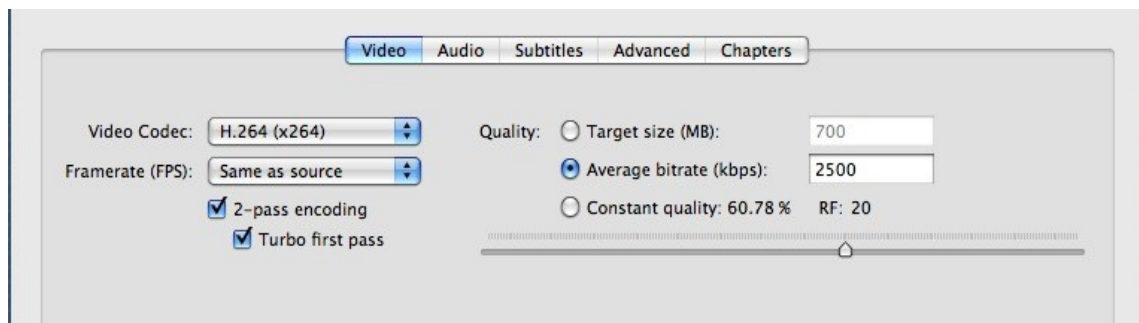 Video Audio Subtitles Advanced Chapters
Video Codec: H.264 (x264) Quality: Target size (MB): 700
Framerate (FPS): Same as source Average bitrate (kbps): 2500
2-pass encoding Constant quality: 60.78 % RF: 20
Turbo first pass